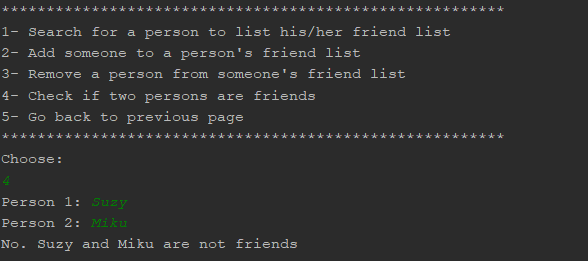 ********************************************************
1- Search for a person to list his/her friend list
2- Add someone to a person's friend list
3- Remove a person from someone's friend list
4- Check if two persons are friends
5- Go back to previous page
********************************************************
Choose:
4
Person 1: Suzy
Person 2: Miku
No. Suzy and Miku are not friends